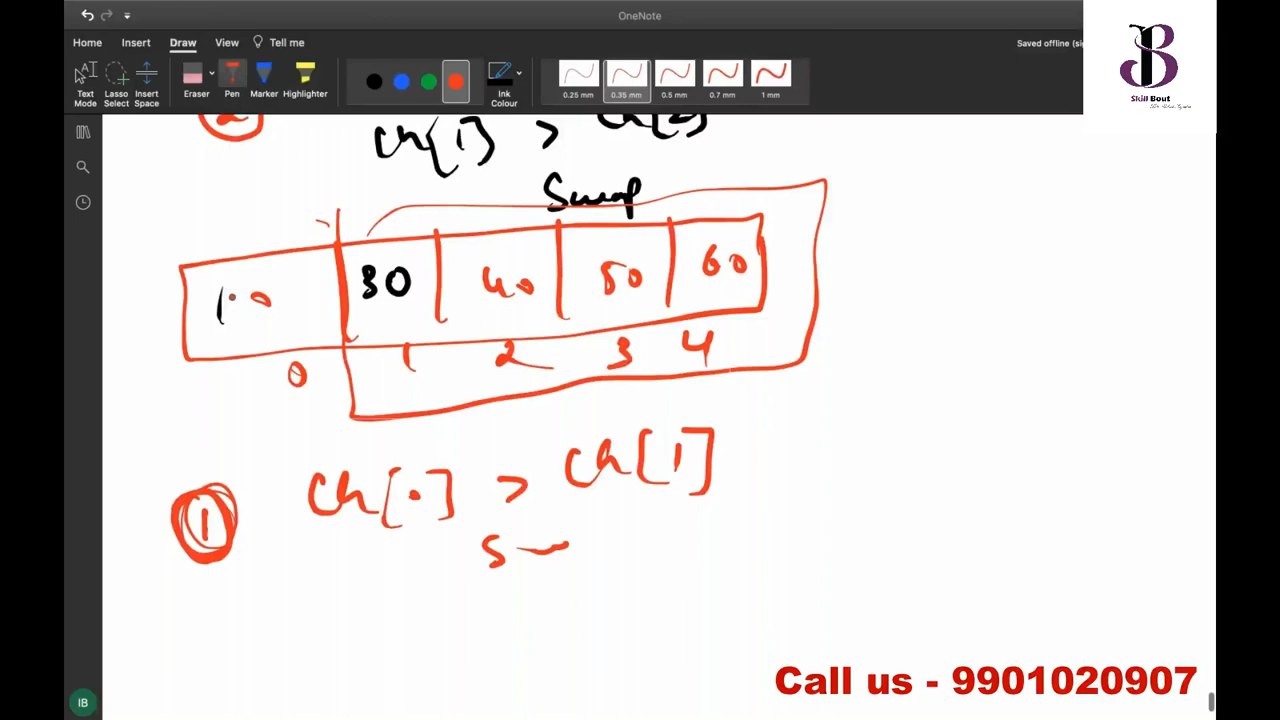 OneNote
Home Insert Draw View Tell me
Saved offline
Text Mode
Lasso Select
Insert Space
Eraser
Pen
Marker
Highlighter
Ink Colour
0.25 mm
0.35 mm
0.5 mm
0.7 mm
1 mm
Skill Bout
2
Ch[1] > Ch[2]
Swap
10 30 40 50 60
0 1 2 3 4
1 Ch[0] > Ch[1]
IB
Call us - 9901020907